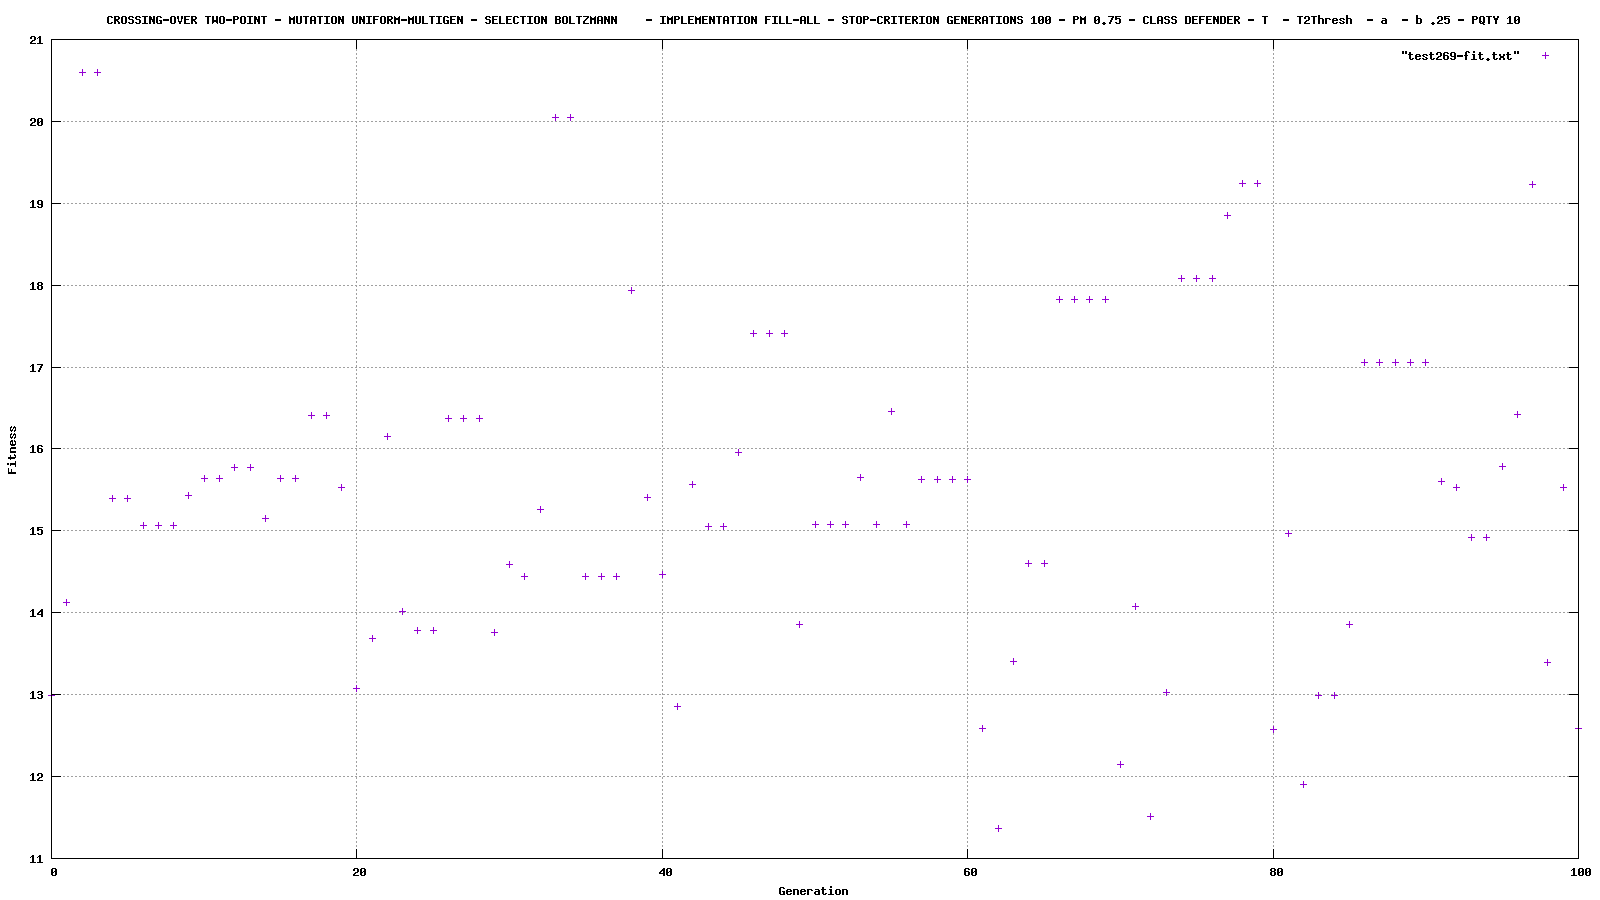 CROSSING-OVER TWO-POINT - MUTATION UNIFORM-MULTIGEN - SELECTION BOLTZMANN    - IMPLEMENTATION FILL-ALL - STOP-CRITERION GENERATIONS 100 - PM 0.75 - CLASS DEFENDER - T  - T2Thresh  - a  - b .25 - PQTY 10
"test269-fit.txt"
21
20
19
18
17
16
15
14
13
12
11
Fitness
0 20 40 60 80 100
Generation